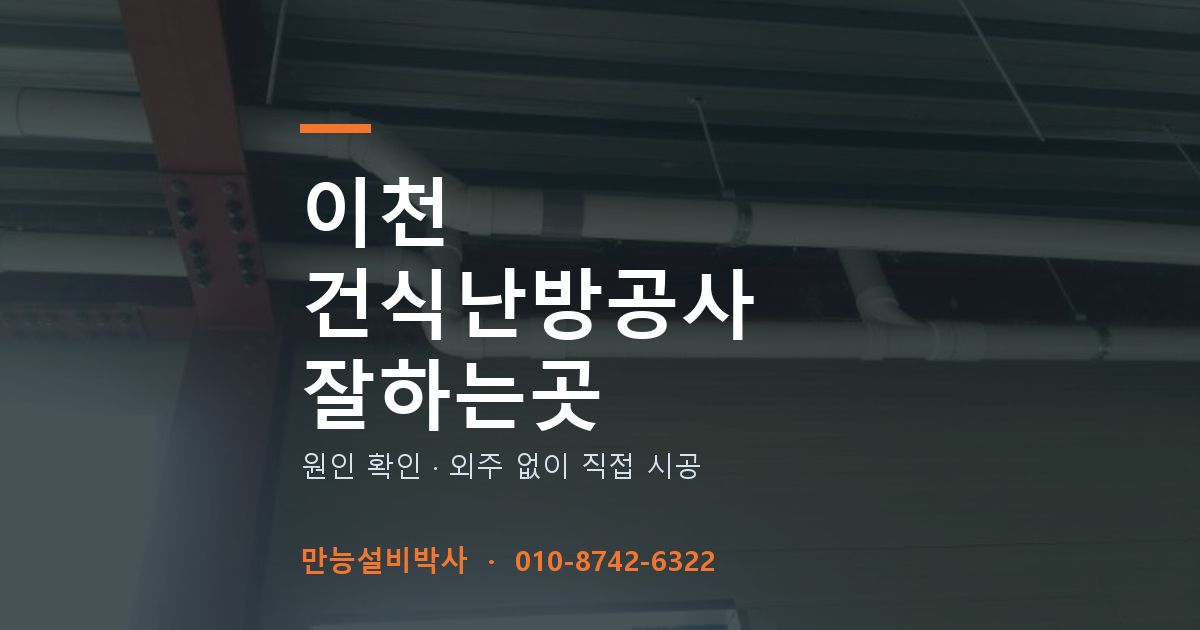 이천
건식난방공사
잘하는곳
원인 확인 · 외주 없이 직접 시공
만능설비박사 · 010-8742-6322